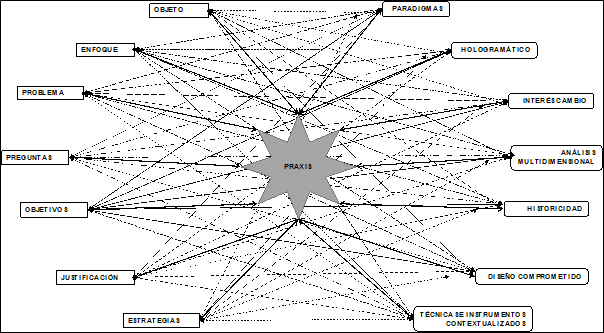 OBJETO
PARADIGMAS
ENFOQUE
HOLOGRAMÁTICO
PROBLEMA
INTERÉSCAMBIO
PREGUNTAS
PRAXIS
ANÁLISIS
MULTIDIMENSIONAL
OBJETIVOS
HISTORICIDAD
JUSTIFICACIÓN
DISEÑO COMPROMETIDO
ESTRATEGIAS
TÉCNICAS E INSTRUMENTOS
CONTEXTUALIZADOS